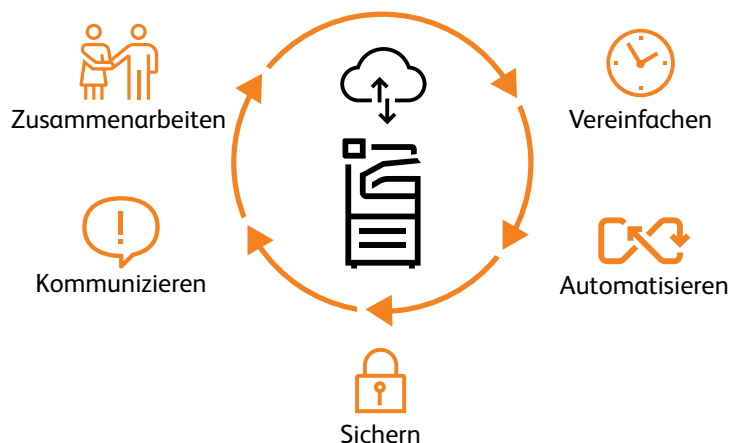 Zusammenarbeiten
Vereinfachen
Kommunizieren
Automatisieren
Sichern